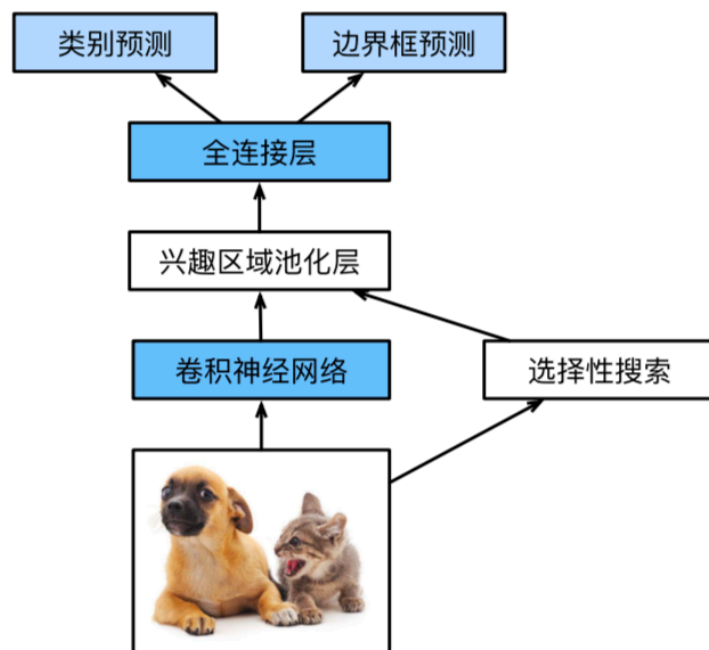 类别预测
边界框预测
全连接层
兴趣区域池化层
卷积神经网络
选择性搜索